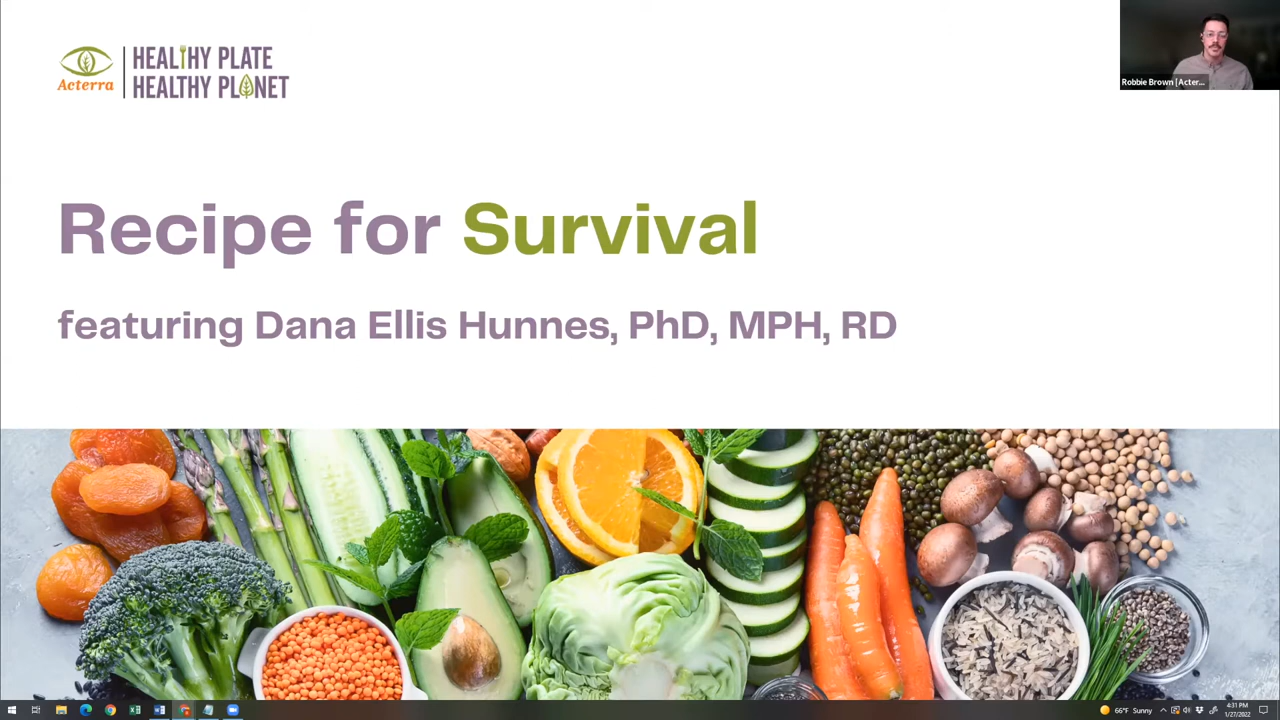 Acterra
HEALTHY PLATE
HEALTHY PLANET
Robbie Brown [Acter...
Recipe for Survival
featuring Dana Ellis Hunnes, PhD, MPH, RD
66°F Sunny
4:31 PM
1/27/2022